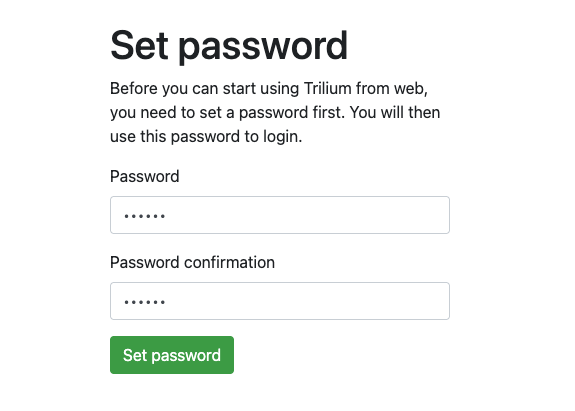 Set password
Before you can start using Trilium from web,
you need to set a password first. You will then
use this password to login.
Password
••••••
Password confirmation
••••••
Set password